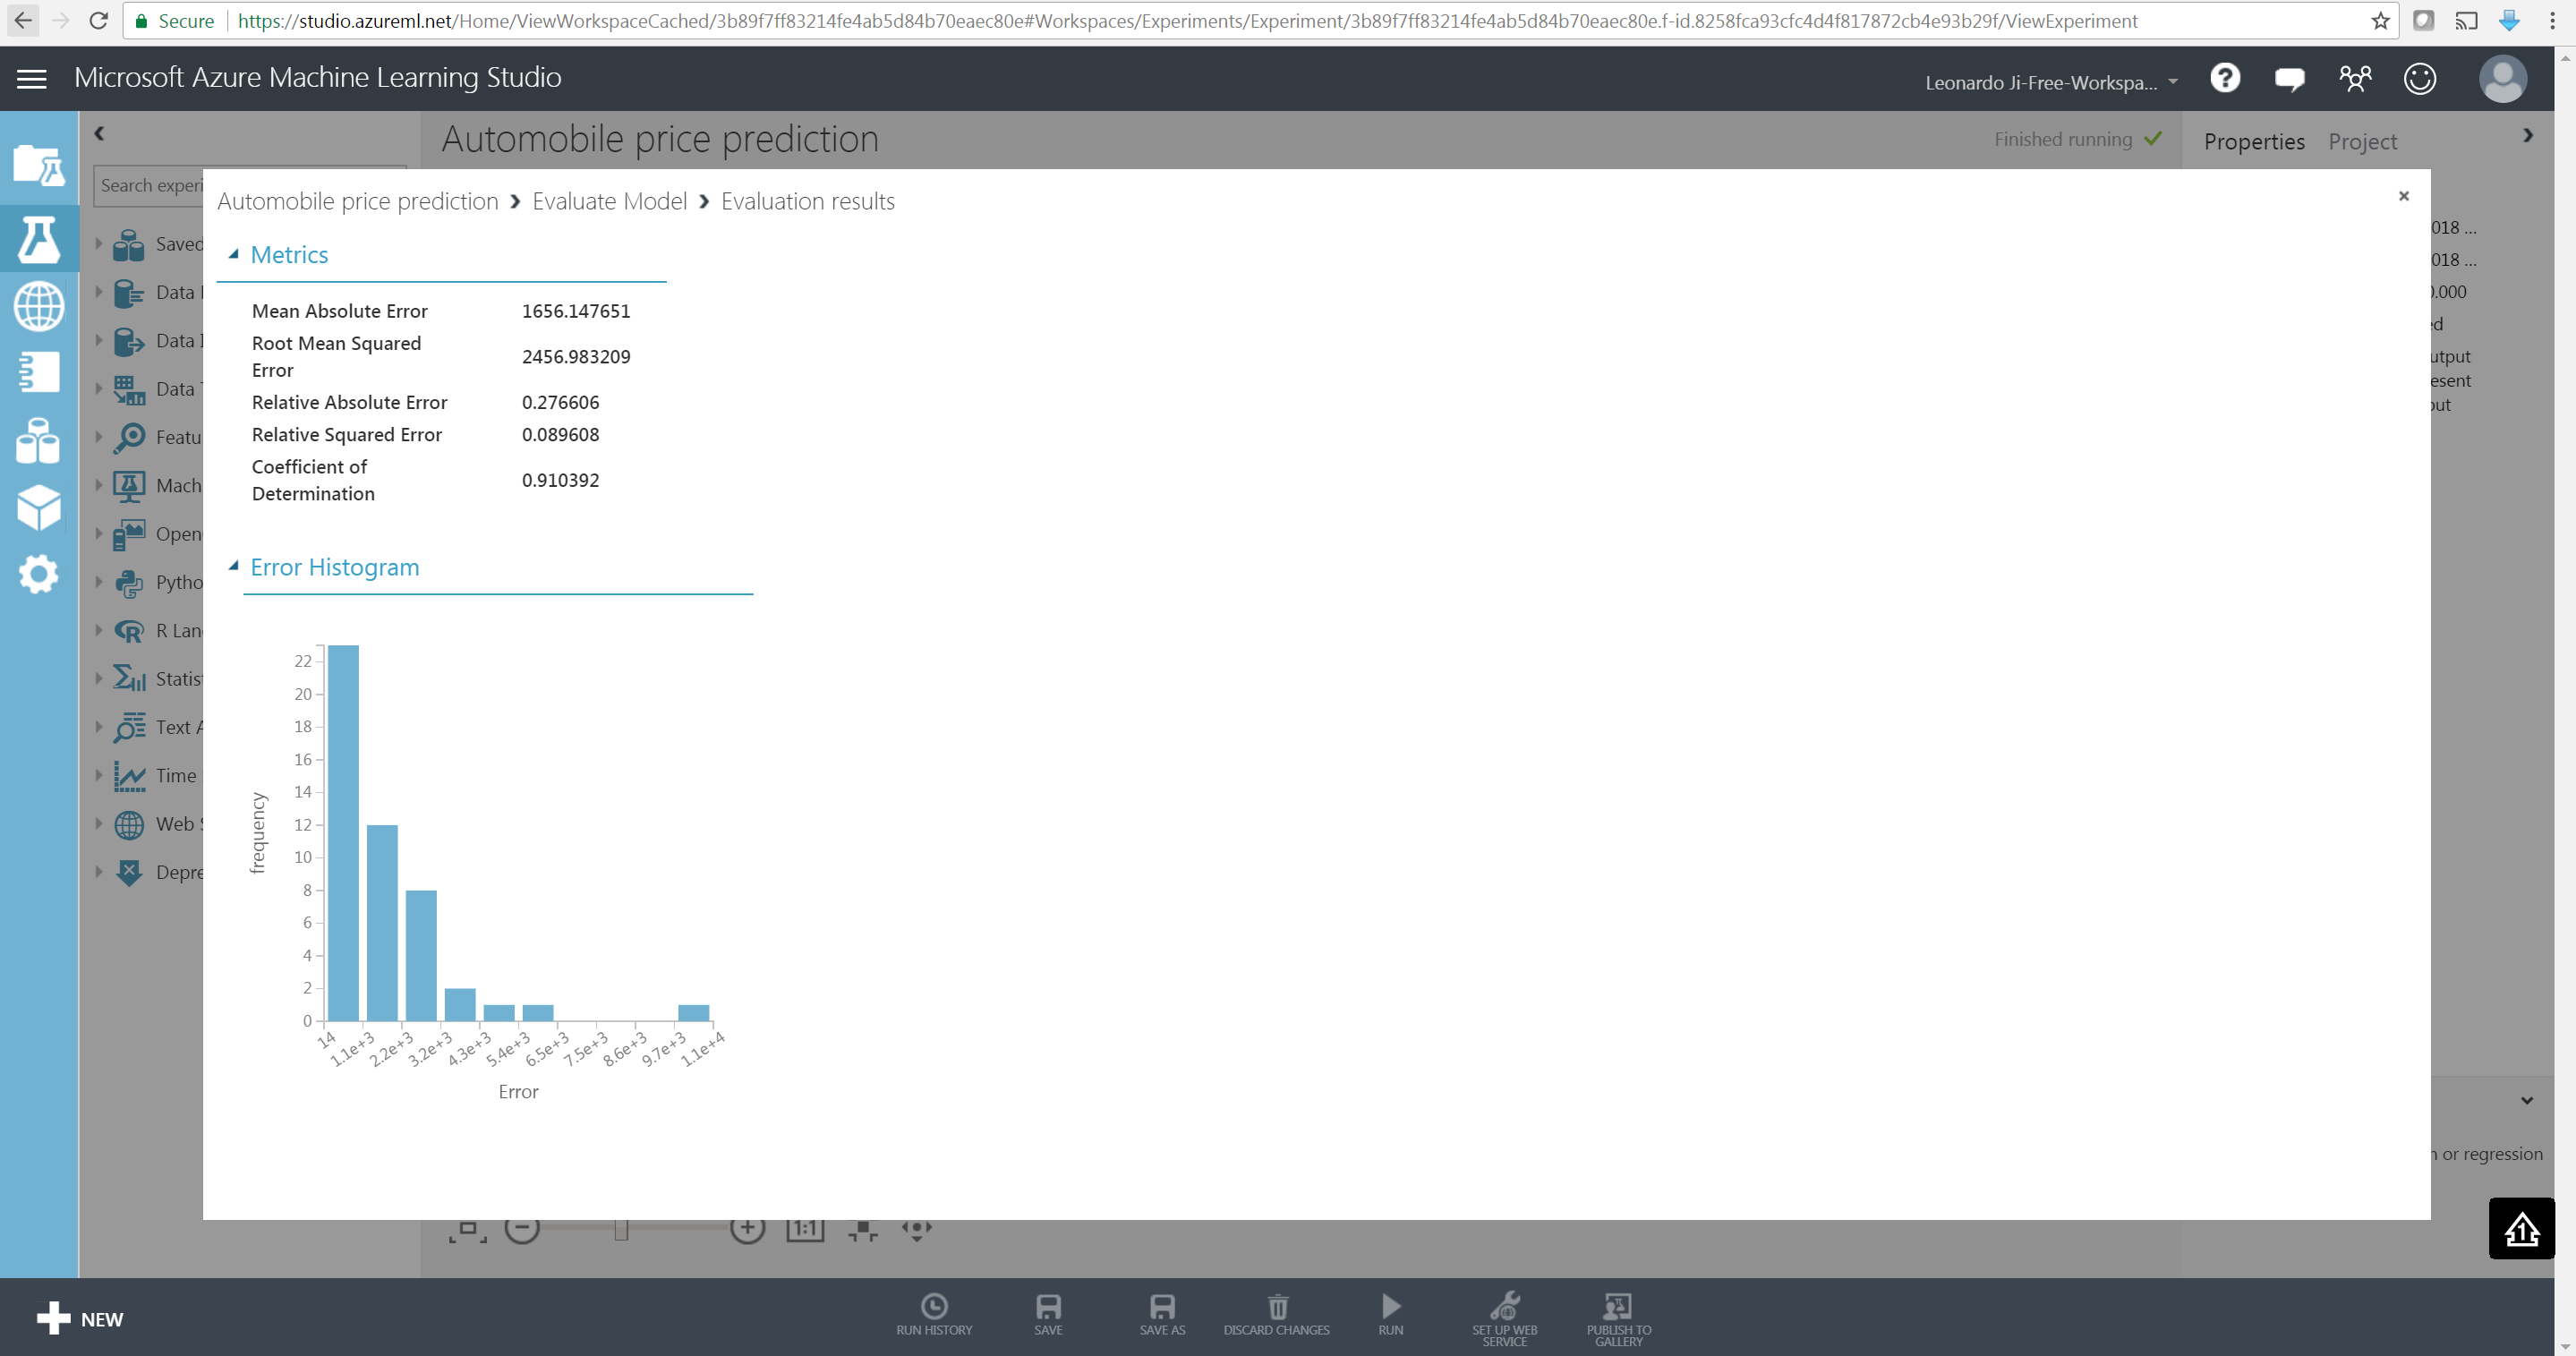 Secure https://studio.azureml.net/Home/ViewWorkspaceCached/3b89f7ff83214fe4ab5d84b70eaec80e#Workspaces/Experiments/Experiment/3b89f7ff83214fe4ab5d84b70eaec80e.f-id.8258fca93cfc4d4f817872cb4e93b29f/ViewExperiment
Microsoft Azure Machine Learning Studio
Leonardo Ji-Free-Workspa...
Automobile price prediction
Finished running
Properties Project
Search experi
Automobile price prediction Evaluate Model Evaluation results
Metrics
Mean Absolute Error 1656.147651
Root Mean Squared
Error
2456.983209
Relative Absolute Error 0.276606
Relative Squared Error 0.089608
Coefficient of
Determination
0.910392
Error Histogram
22
20
18
16
14
12
10
8
6
4
2
0
frequency
14
1.1e+3
2.2e+3
3.2e+3
4.3e+3
5.4e+3
6.5e+3
7.5e+3
8.6e+3
9.7e+3
1.1e+4
Error
Saved
Data
Data
Data
Featu
Mach
Open
Pytho
R Lan
Statis
Text A
Time
Web
Depre
018 ...
018 ...
0.000
ed
utput
esent
out
or regression
1:1
1
NEW
RUN HISTORY
SAVE
SAVE AS
DISCARD CHANGES
RUN
SET UP WEB
SERVICE
PUBLISH TO
GALLERY